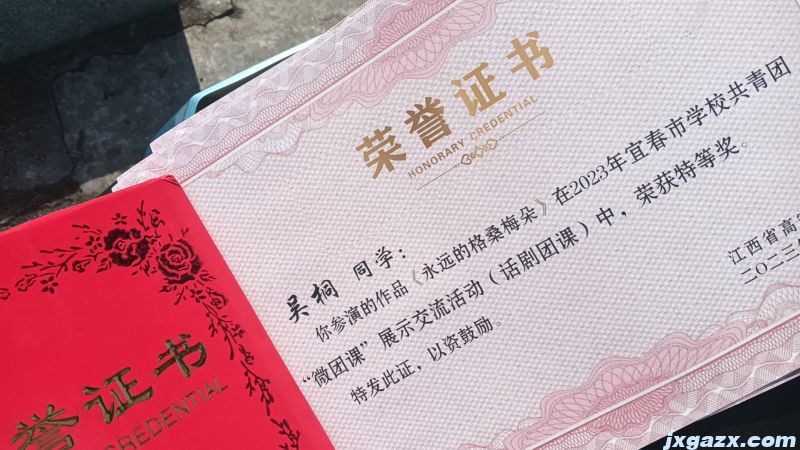 荣誉证书
HONORARY CREDENTIAL
吴桐 同学：
你参演的作品《永远的格桑梅朵》在2023年宜春市学校共青团
“微团课”展示交流活动（话剧团课）中，荣获特等奖。
特发此证，以资鼓励。
江西省高
二〇二三
誉证书
CREDENTIAL
jxgazx.com